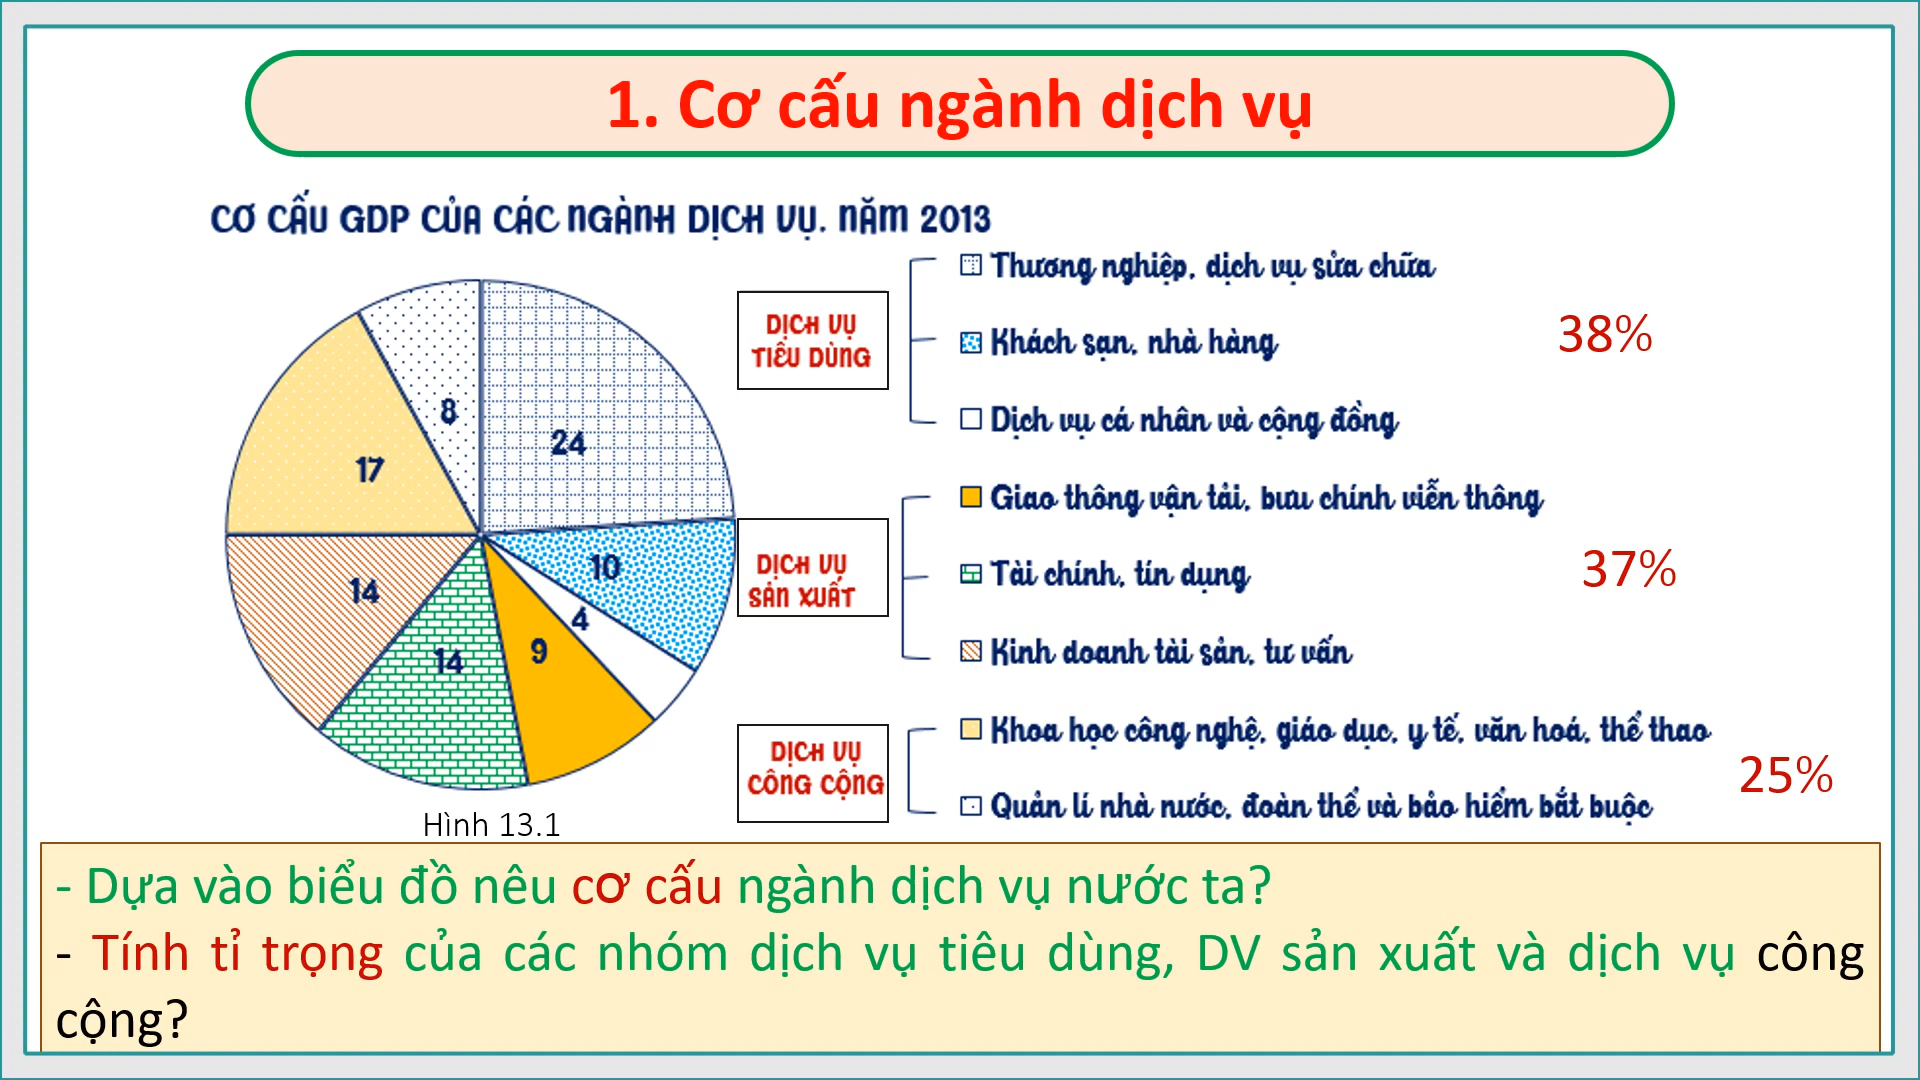 1. Cơ cấu ngành dịch vụ
CƠ CẤU GDP CỦA CÁC NGÀNH DỊCH VỤ. NĂM 2013
8
24
17
10
14
4
9
14
Hình 13.1
DỊCH VỤ
TIÊU DÙNG
Thương nghiệp, dịch vụ sửa chữa
Khách sạn, nhà hàng
Dịch vụ cá nhân và cộng đồng
38%
DỊCH VỤ
SẢN XUẤT
Giao thông vận tải, bưu chính viễn thông
Tài chính, tín dụng
Kinh doanh tài sản, tư vấn
37%
DỊCH VỤ
CÔNG CỘNG
Khoa học công nghệ, giáo dục, y tế, văn hoá, thể thao
Quản lí nhà nước, đoàn thể và bảo hiểm bắt buộc
25%
- Dựa vào biểu đồ nêu cơ cấu ngành dịch vụ nước ta?
- Tính tỉ trọng của các nhóm dịch vụ tiêu dùng, DV sản xuất và dịch vụ công
cộng?